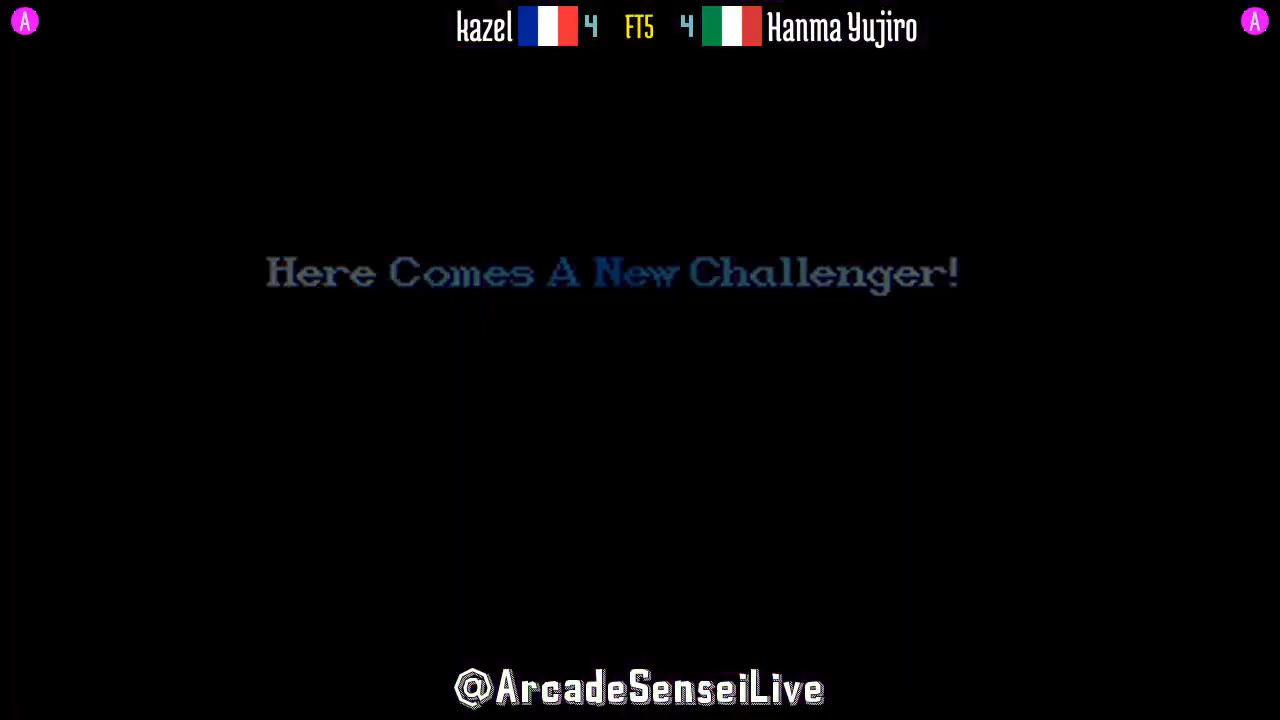 A kazel 4 FT5 4 Hanma Yujiro A
Here Comes A New Challenger!
@ArcadeSenseiLive